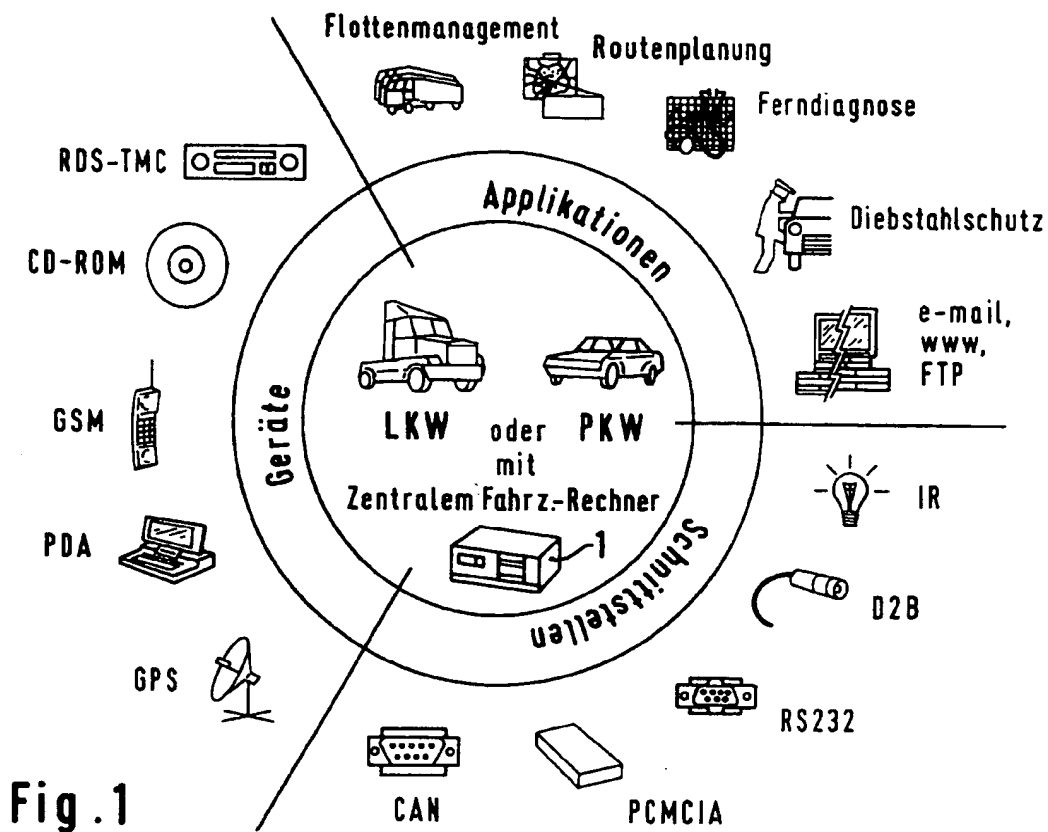 Flottenmanagement
Routenplanung
Ferndiagnose
Diebstahlschutz
e-mail,
www,
FTP
RDS-TMC
CD-ROM
GSM
PDA
GPS
Applikationen
Geräte
Schnittstellen
LKW oder PKW
mit
Zentralem Fahrz.-Rechner
1
IR
D2B
RS232
PCMCIA
CAN
Fig.1